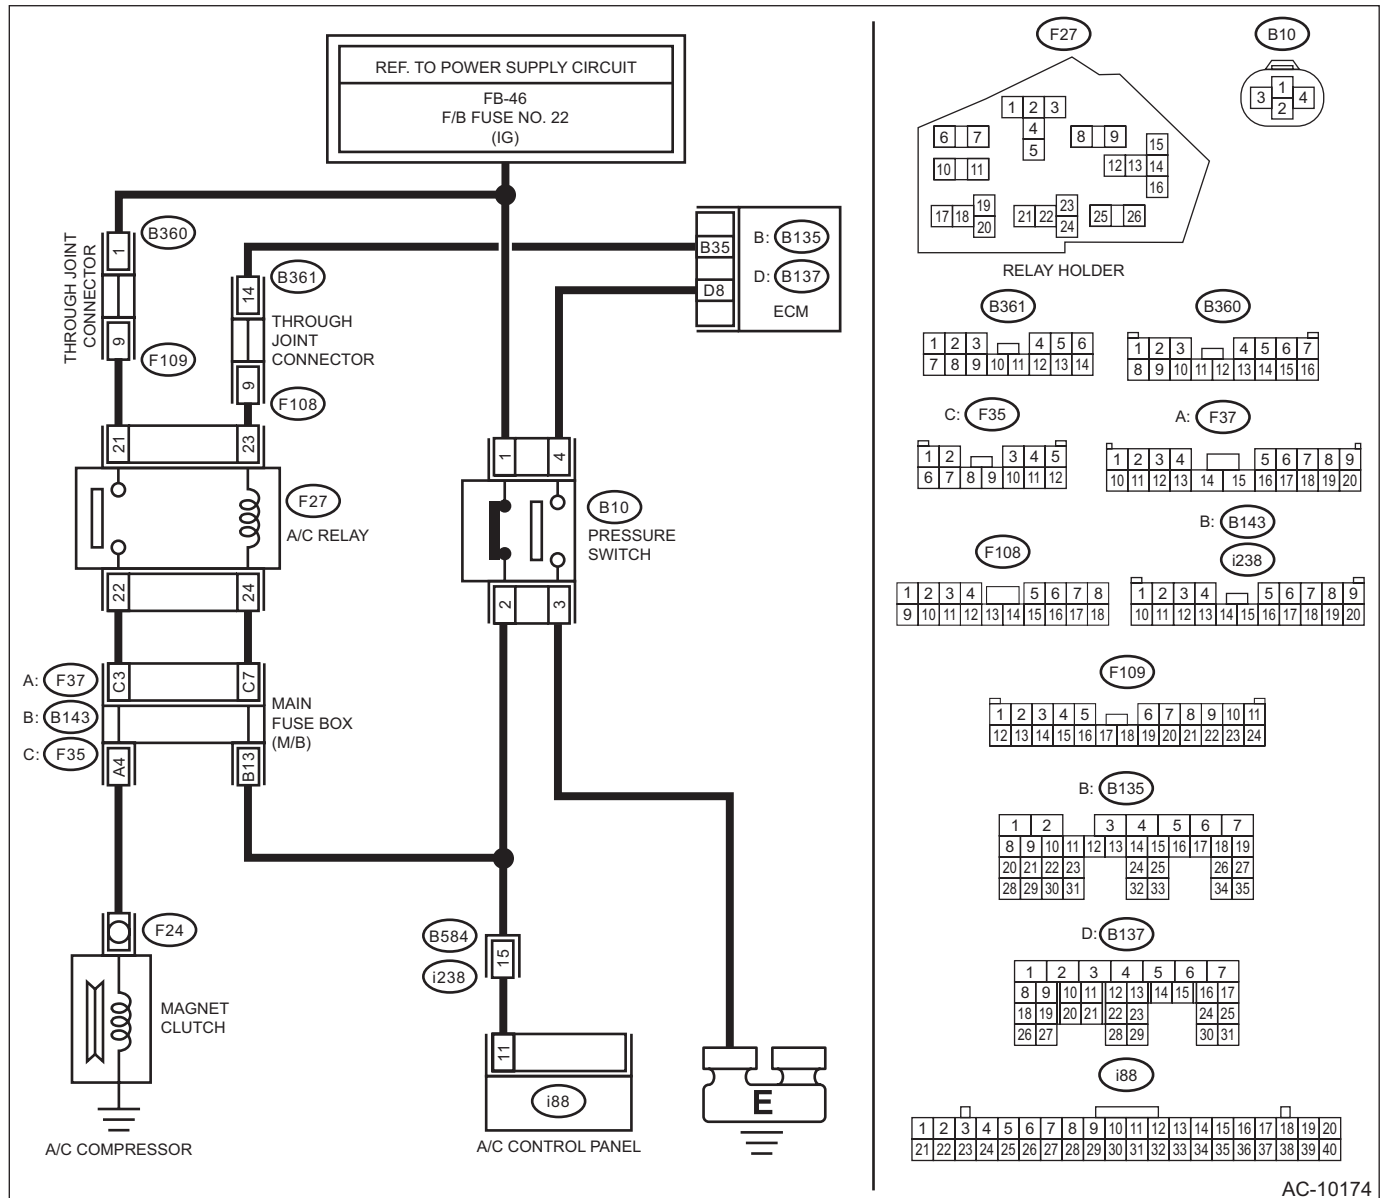 REF. TO POWER SUPPLY CIRCUIT
FB-46
F/B FUSE NO. 22
(IG)
THROUGH JOINT
CONNECTOR
1
B360
9
F109
14
B361
THROUGH
JOINT
CONNECTOR
9
F108
B35
D8
B: B135
D: B137
ECM
21
23
F27
A/C RELAY
22
24
1
4
B10
PRESSURE
SWITCH
2
3
A: F37
B: B143
C: F35
C3
C7
MAIN
FUSE BOX
(M/B)
A4
B13
F24
MAGNET
CLUTCH
A/C COMPRESSOR
B584
i238
15
11
i88
A/C CONTROL PANEL
E
F27
1 2 3
4
5
6 7
8 9
10 11
12 13 14
15
16
17 18
19
20
21 22
23
24
25 26
RELAY HOLDER
B10
1
3 4
2
B361
1 2 3 4 5 6
7 8 9 10 11 12 13 14
B360
1 2 3 4 5 6 7
8 9 10 11 12 13 14 15 16
C: F35
1 2 3 4 5
6 7 8 9 10 11 12
A: F37
1 2 3 4 5 6 7 8 9
10 11 12 13 14 15 16 17 18 19 20
F108
1 2 3 4 5 6 7 8
9 10 11 12 13 14 15 16 17 18
B: B143
i238
1 2 3 4 5 6 7 8 9
10 11 12 13 14 15 16 17 18 19 20
F109
1 2 3 4 5 6 7 8 9 10 11
12 13 14 15 16 17 18 19 20 21 22 23 24
B: B135
1 2 3 4 5 6 7
8 9 10 11 12 13 14 15 16 17 18 19
20 21 22 23 24 25 26 27
28 29 30 31 32 33 34 35
D: B137
1 2 3 4 5 6 7
8 9 10 11 12 13 14 15 16 17
18 19 20 21 22 23 24 25
26 27 28 29 30 31
i88
1 2 3 4 5 6 7 8 9 10 11 12 13 14 15 16 17 18 19 20
21 22 23 24 25 26 27 28 29 30 31 32 33 34 35 36 37 38 39 40
AC-10174